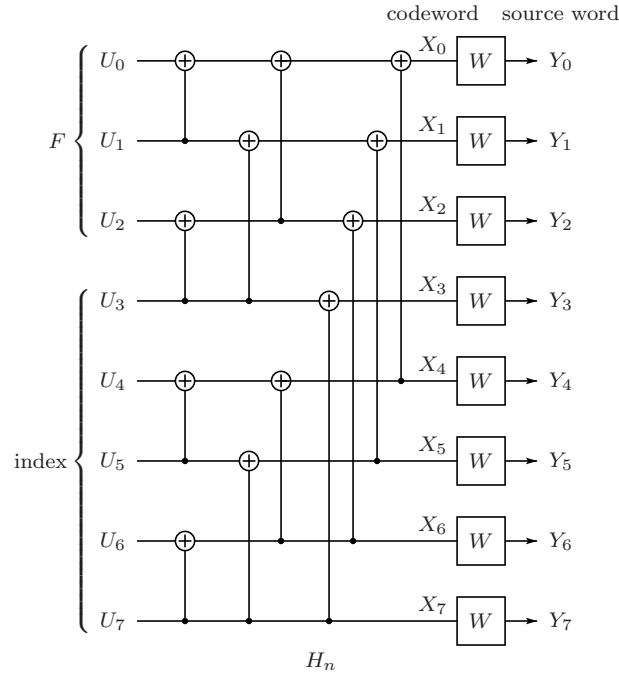 codeword source word
U₀ X₀ W Y₀
F U₁ X₁ W Y₁
U₂ X₂ W Y₂
U₃ X₃ W Y₃
U₄ X₄ W Y₄
index U₅ X₅ W Y₅
U₆ X₆ W Y₆
U₇ X₇ W Y₇
Hₙ